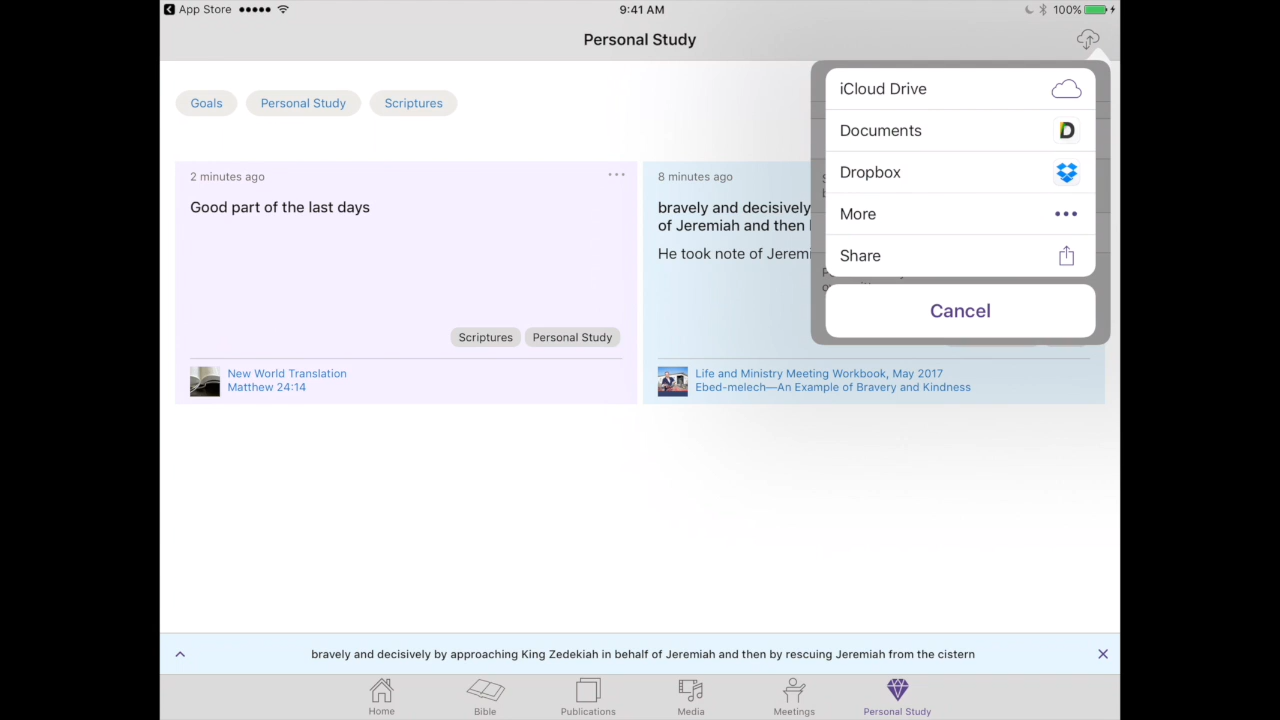 App Store
9:41 AM
100%
Personal Study
Goals
Personal Study
Scriptures
iCloud Drive
Documents
Dropbox
More
Share
Cancel
2 minutes ago
Good part of the last days
Scriptures
Personal Study
New World Translation
Matthew 24:14
8 minutes ago
bravely and decisively
of Jeremiah and then
He took note of Jeremi
Life and Ministry Meeting Workbook, May 2017
Ebed-melech—An Example of Bravery and Kindness
bravely and decisively by approaching King Zedekiah in behalf of Jeremiah and then by rescuing Jeremiah from the cistern
Home
Bible
Publications
Media
Meetings
Personal Study